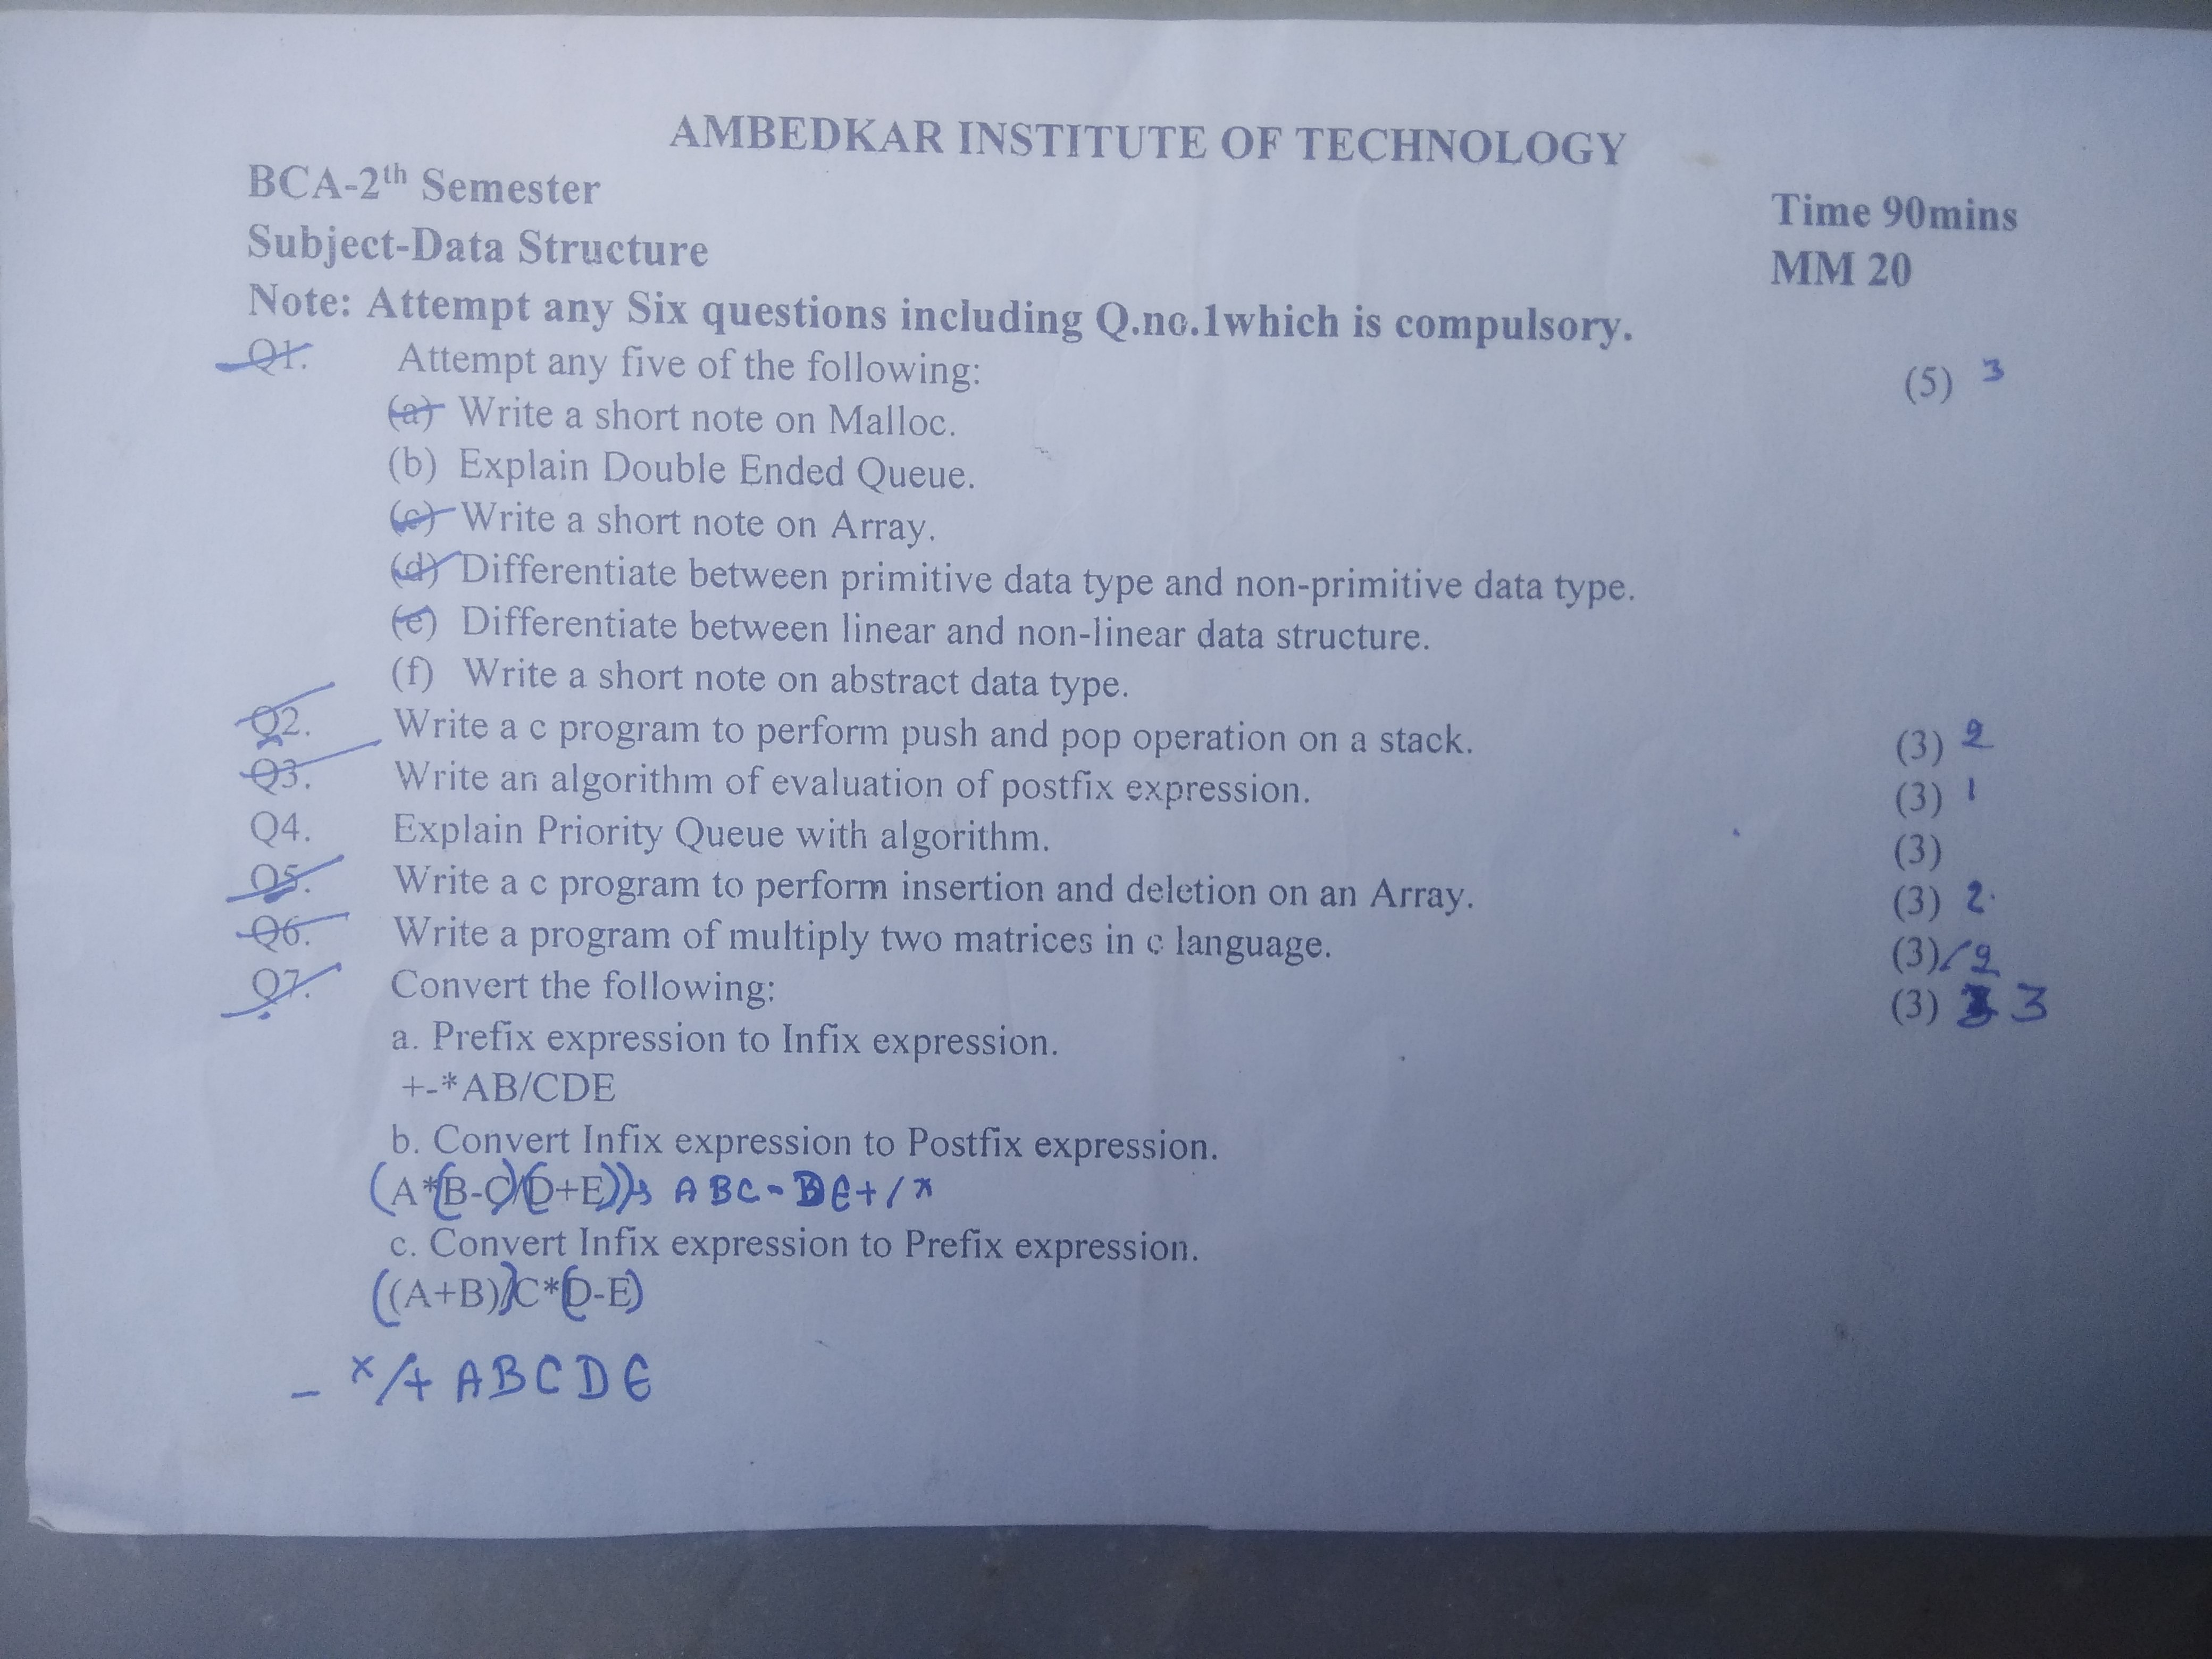 AMBEDKAR INSTITUTE OF TECHNOLOGY
BCA-2th Semester
Time 90mins
Subject-Data Structure
MM 20
Note: Attempt any Six questions including Q.no.1which is compulsory.
Q1. Attempt any five of the following: (5) 3
(a) Write a short note on Malloc.
(b) Explain Double Ended Queue.
(c) Write a short note on Array.
(d) Differentiate between primitive data type and non-primitive data type.
(e) Differentiate between linear and non-linear data structure.
(f) Write a short note on abstract data type.
Q2. Write a c program to perform push and pop operation on a stack. (3) 2
Q3. Write an algorithm of evaluation of postfix expression. (3) 1
Q4. Explain Priority Queue with algorithm. (3)
Q5. Write a c program to perform insertion and deletion on an Array. (3) 2.
Q6. Write a program of multiply two matrices in c language. (3) / 2
Q7. Convert the following: (3) 3
a. Prefix expression to Infix expression.
+-*AB/CDE
b. Convert Infix expression to Postfix expression.
(A*(B-C)/(D+E)) ABC-DE+/*
c. Convert Infix expression to Prefix expression.
((A+B)/C*(D-E)
- */+ABCDE